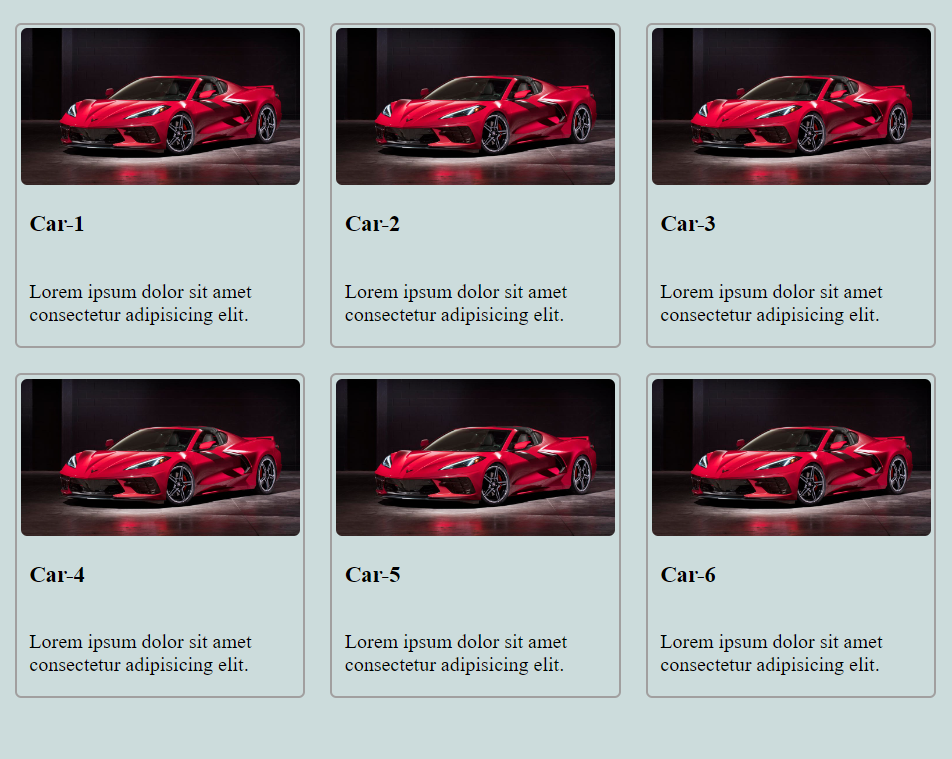 Car-1
Car-2
Car-3
Lorem ipsum dolor sit amet
consectetur adipisicing elit.
Lorem ipsum dolor sit amet
consectetur adipisicing elit.
Lorem ipsum dolor sit amet
consectetur adipisicing elit.
Car-4
Car-5
Car-6
Lorem ipsum dolor sit amet
consectetur adipisicing elit.
Lorem ipsum dolor sit amet
consectetur adipisicing elit.
Lorem ipsum dolor sit amet
consectetur adipisicing elit.